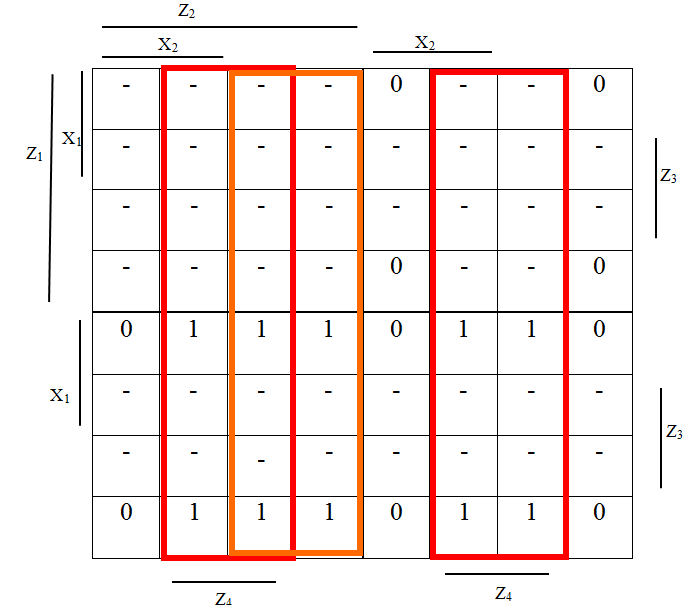 Z₂
X₂ X₂
- - - - 0 - - 0
X₁
Z₁
- - - - - - - -
Z₃
- - - - - - - -
- - - - 0 - - 0
0 1 1 1 0 1 1 0
X₁
- - - - - - - -
Z₃
- - - - - - - -
0 1 1 1 0 1 1 0
Z₄ Z₄